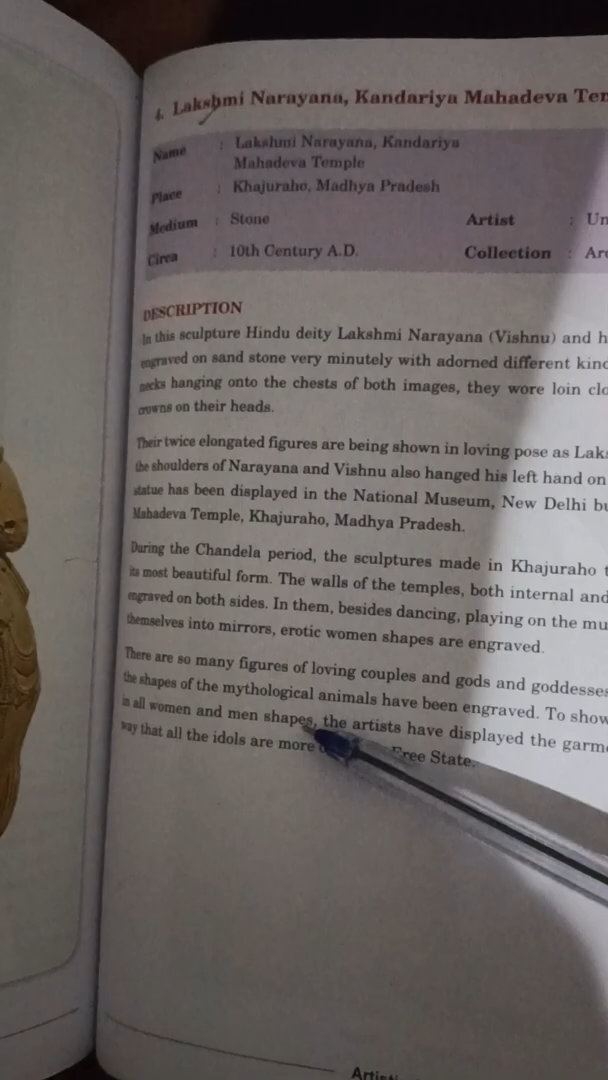 4. Lakshmi Narayana, Kandariya Mahadeva Tem
Name : Lakshmi Narayana, Kandariya
Mahadeva Temple
Place : Khajuraho, Madhya Pradesh
Medium : Stone Artist : Un
Circa : 10th Century A.D. Collection : Arc
DESCRIPTION
In this sculpture Hindu deity Lakshmi Narayana (Vishnu) and h
engraved on sand stone very minutely with adorned different kind
necks hanging onto the chests of both images, they wore loin clo
crowns on their heads.
Their twice elongated figures are being shown in loving pose as Laks
the shoulders of Narayana and Vishnu also hanged his left hand on
statue has been displayed in the National Museum, New Delhi bu
Mahadeva Temple, Khajuraho, Madhya Pradesh.
During the Chandela period, the sculptures made in Khajuraho t
its most beautiful form. The walls of the temples, both internal and
engraved on both sides. In them, besides dancing, playing on the mu
themselves into mirrors, erotic women shapes are engraved.
There are so many figures of loving couples and gods and goddesses
the shapes of the mythological animals have been engraved. To show
in all women and men shapes, the artists have displayed the garme
way that all the idols are more Free State.
Artist